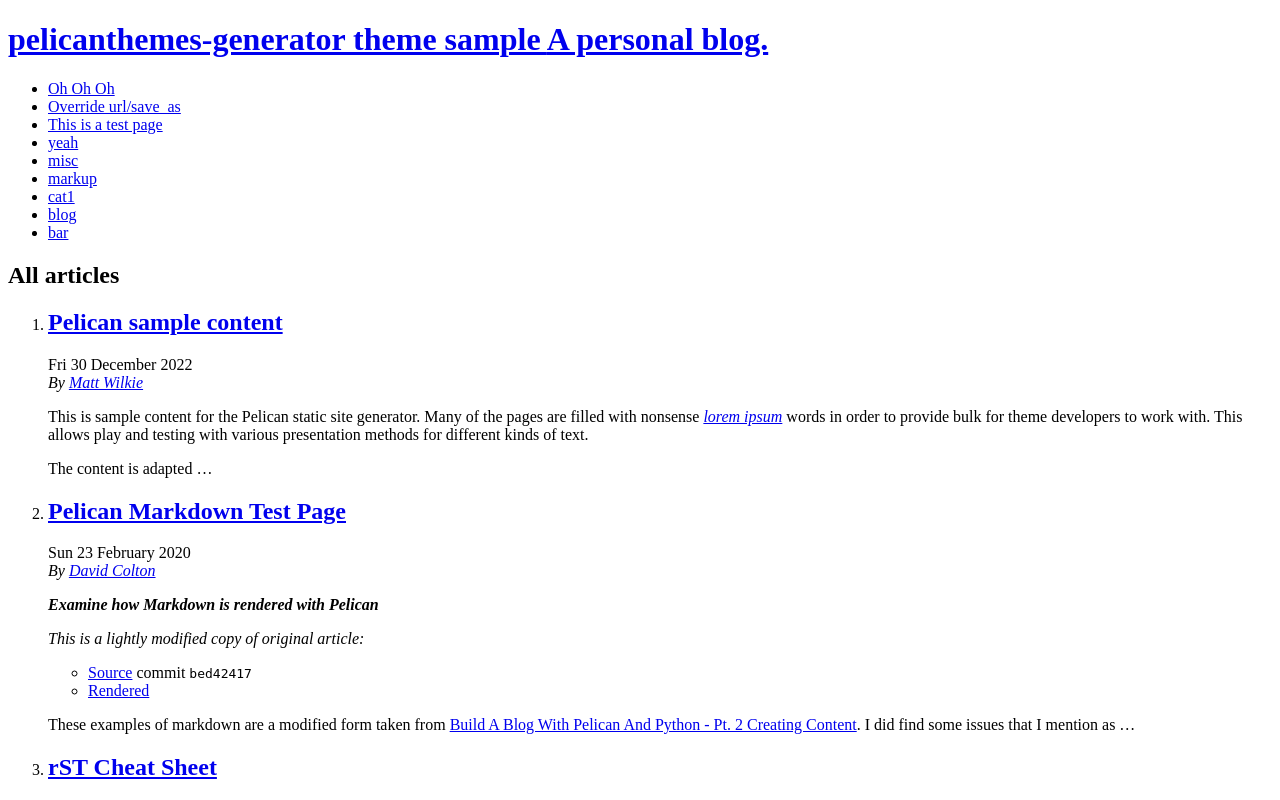 pelicanthemes-generator theme sample A personal blog.
Oh Oh Oh
Override url/save_as
This is a test page
yeah
misc
markup
cat1
blog
bar
All articles
1. Pelican sample content
Fri 30 December 2022
By Matt Wilkie
This is sample content for the Pelican static site generator. Many of the pages are filled with nonsense lorem ipsum words in order to provide bulk for theme developers to work with. This
allows play and testing with various presentation methods for different kinds of text.
The content is adapted …
2. Pelican Markdown Test Page
Sun 23 February 2020
By David Colton
Examine how Markdown is rendered with Pelican
This is a lightly modified copy of original article:
Source commit bed42417
Rendered
These examples of markdown are a modified form taken from Build A Blog With Pelican And Python - Pt. 2 Creating Content. I did find some issues that I mention as …
3. rST Cheat Sheet